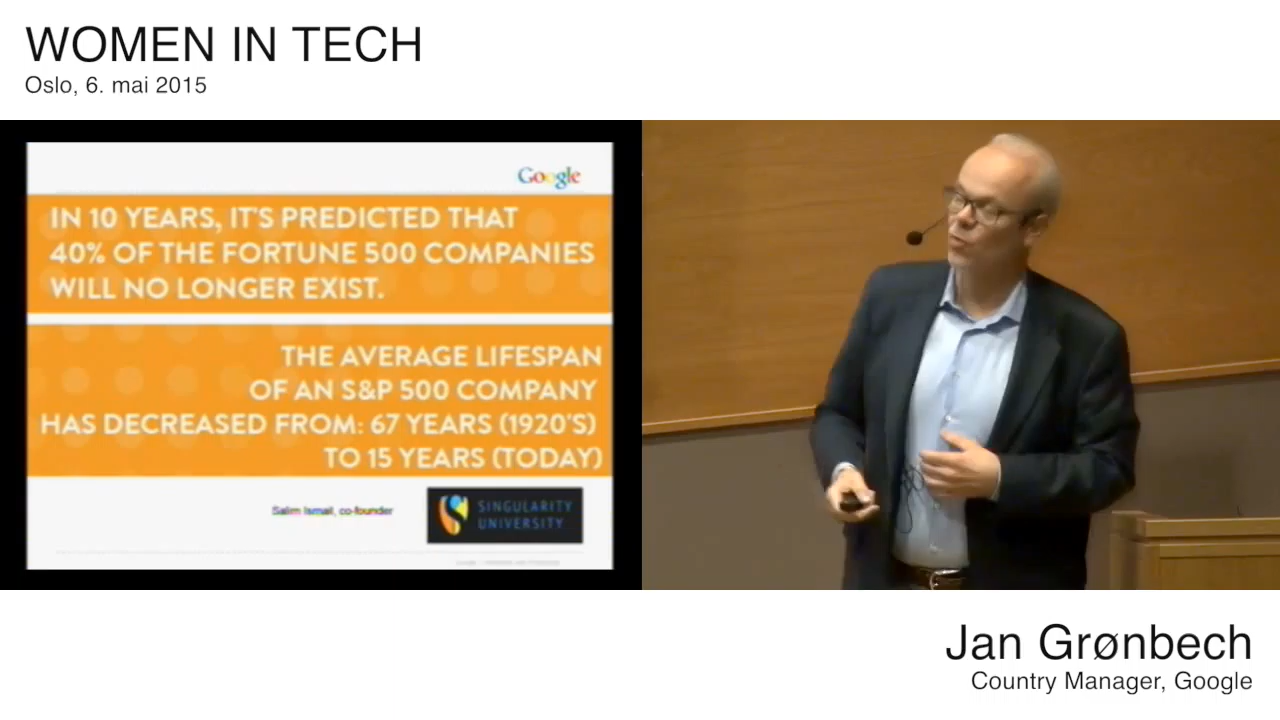 WOMEN IN TECH
Oslo, 6. mai 2015
Google
IN 10 YEARS, IT'S PREDICTED THAT
40% OF THE FORTUNE 500 COMPANIES
WILL NO LONGER EXIST.
THE AVERAGE LIFESPAN
OF AN S&P 500 COMPANY
HAS DECREASED FROM: 67 YEARS (1920'S)
TO 15 YEARS (TODAY)
Salim Ismail, co-founder
SINGULARITY
UNIVERSITY
Jan Grønbech
Country Manager, Google